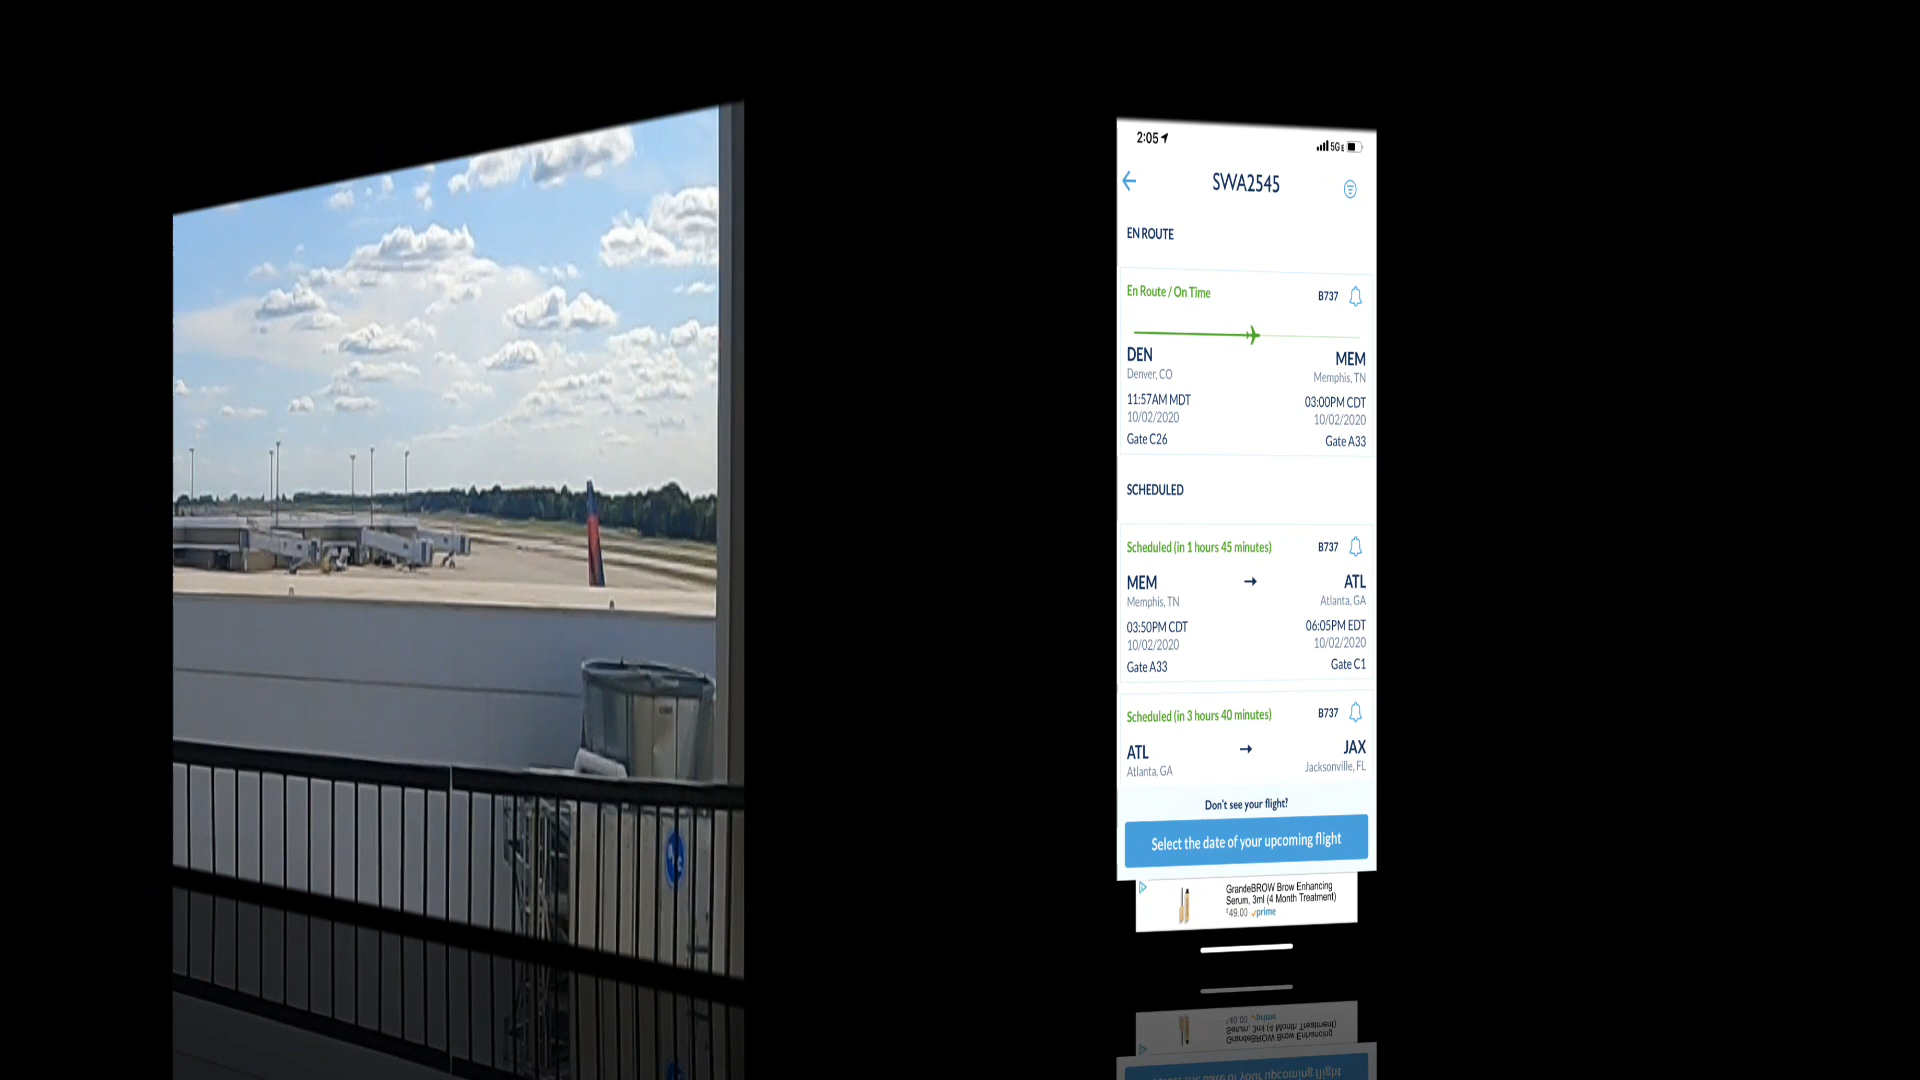 2:05
5GE
SWA2545
EN ROUTE
En Route / On Time
B737
DEN
MEM
Denver, CO
Memphis, TN
11:57AM MDT
03:00PM CDT
10/02/2020
10/02/2020
Gate C26
Gate A33
SCHEDULED
Scheduled (in 1 hours 45 minutes)
B737
MEM
ATL
Memphis, TN
Atlanta, GA
03:50PM CDT
06:05PM EDT
10/02/2020
10/02/2020
Gate A33
Gate C1
Scheduled (in 3 hours 40 minutes)
B737
ATL
JAX
Atlanta, GA
Jacksonville, FL
Don't see your flight?
Select the date of your upcoming flight
GrandeBROW Brow Enhancing
Serum, 3ml (4 Month Treatment)
$49.00 prime